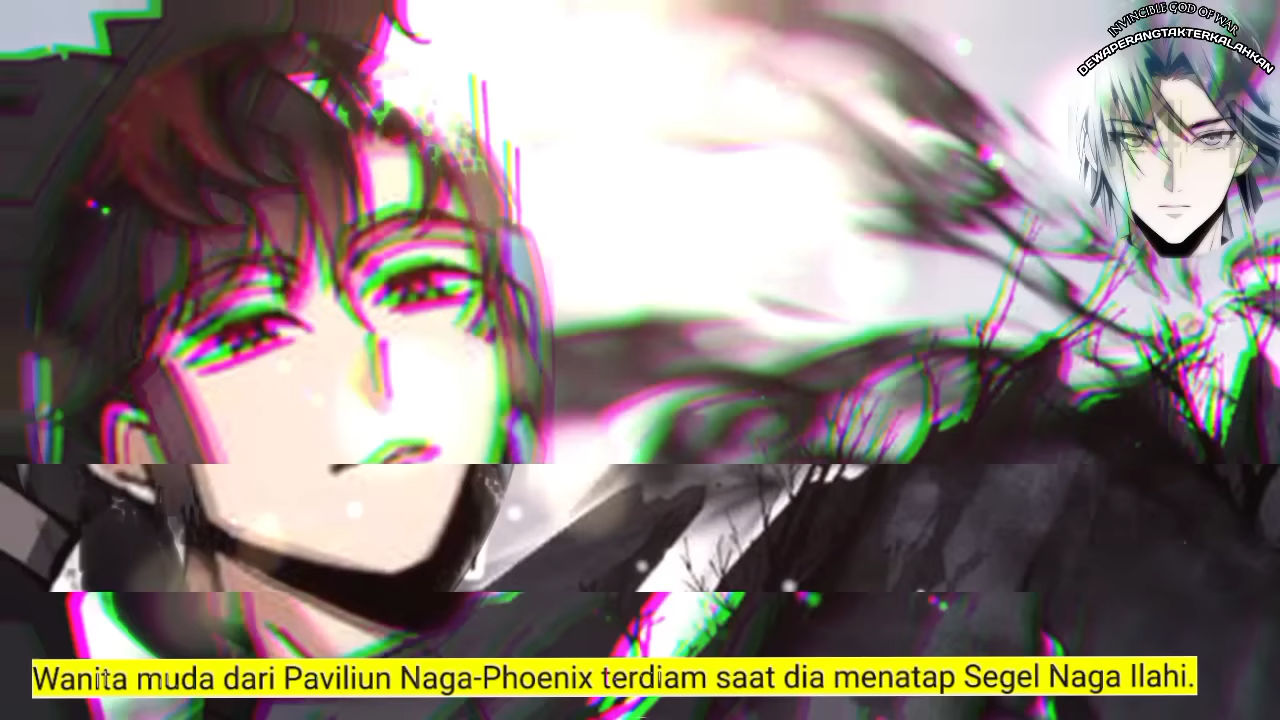 INVINCIBLE GOD OF WAR
DEWAPERANGTAKTERKALAHKAN
Wanita muda dari Paviliun Naga-Phoenix terdiam saat dia menatap Segel Naga Ilahi.